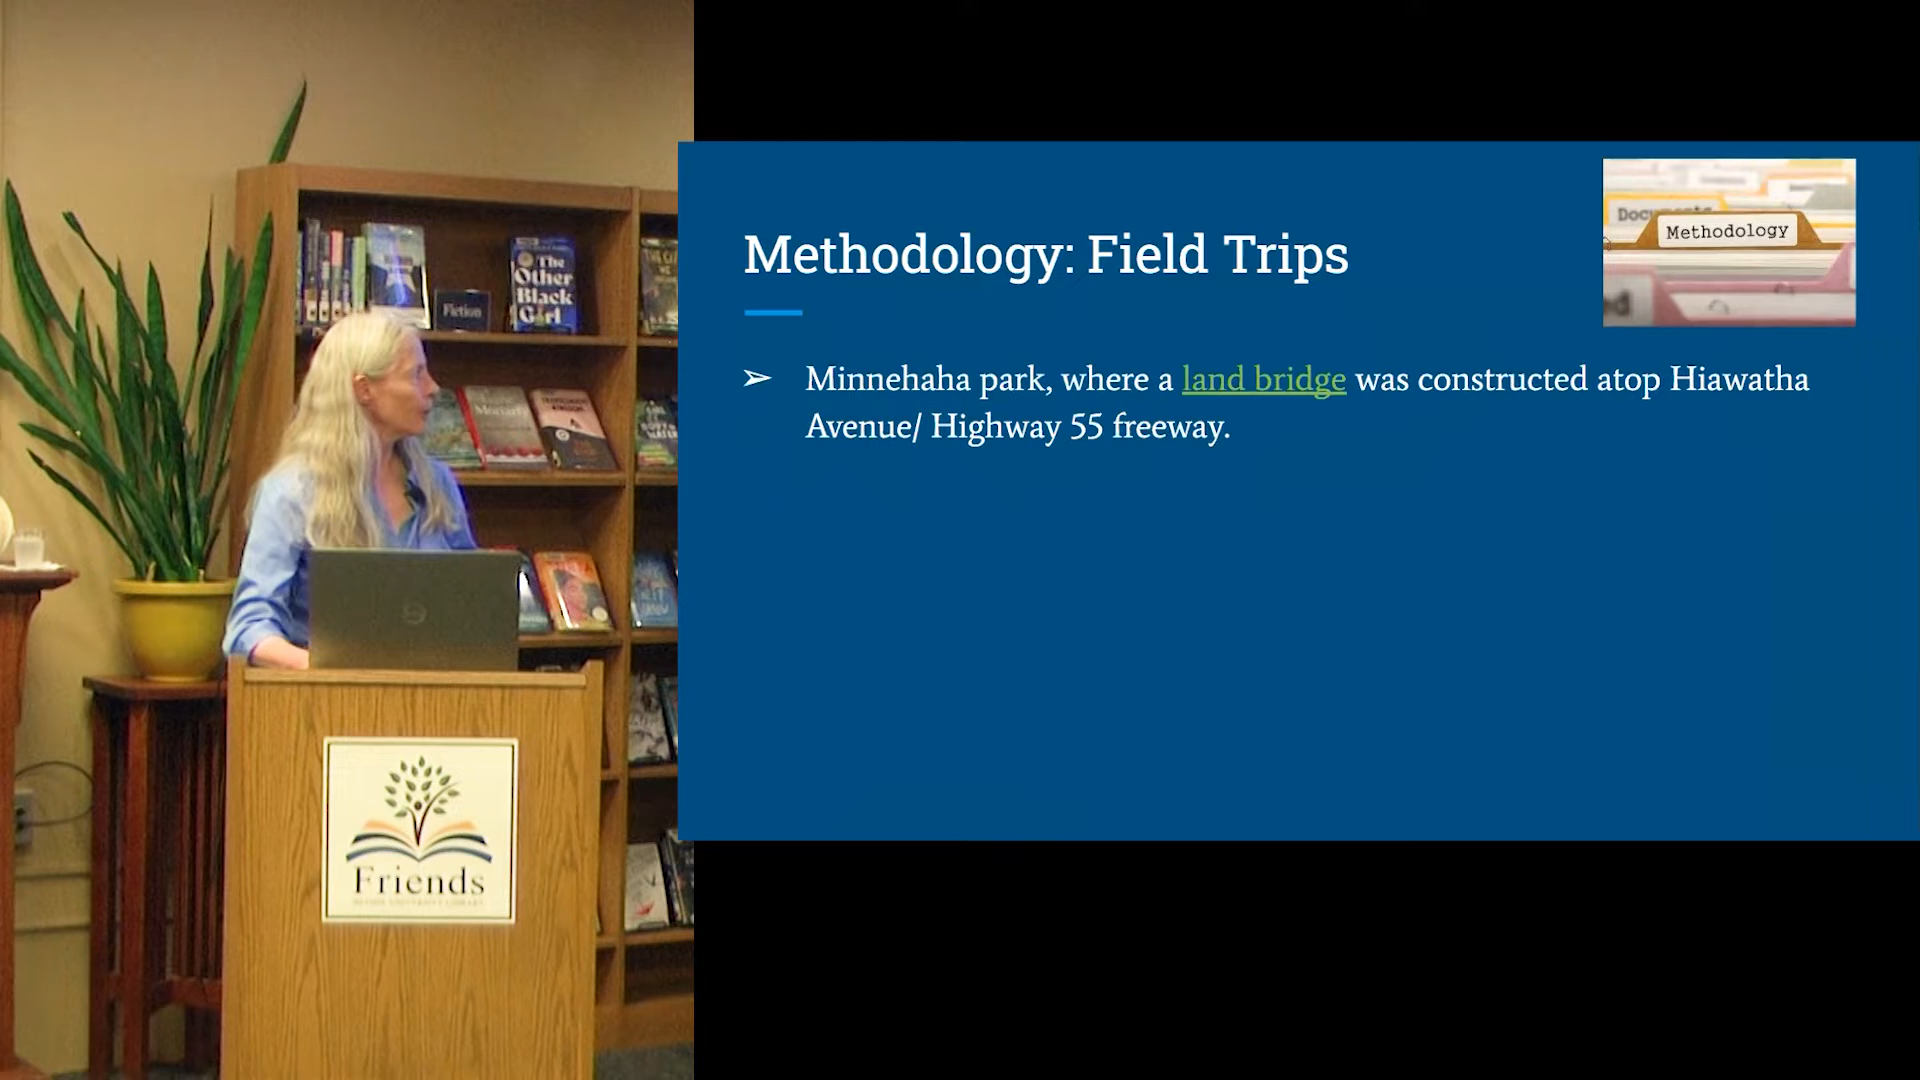 Methodology: Field Trips
Documents
Methodology
➢ Minnehaha park, where a land bridge was constructed atop Hiawatha
Avenue/ Highway 55 freeway.
Fiction
The
Other
Black
Girl
Friends